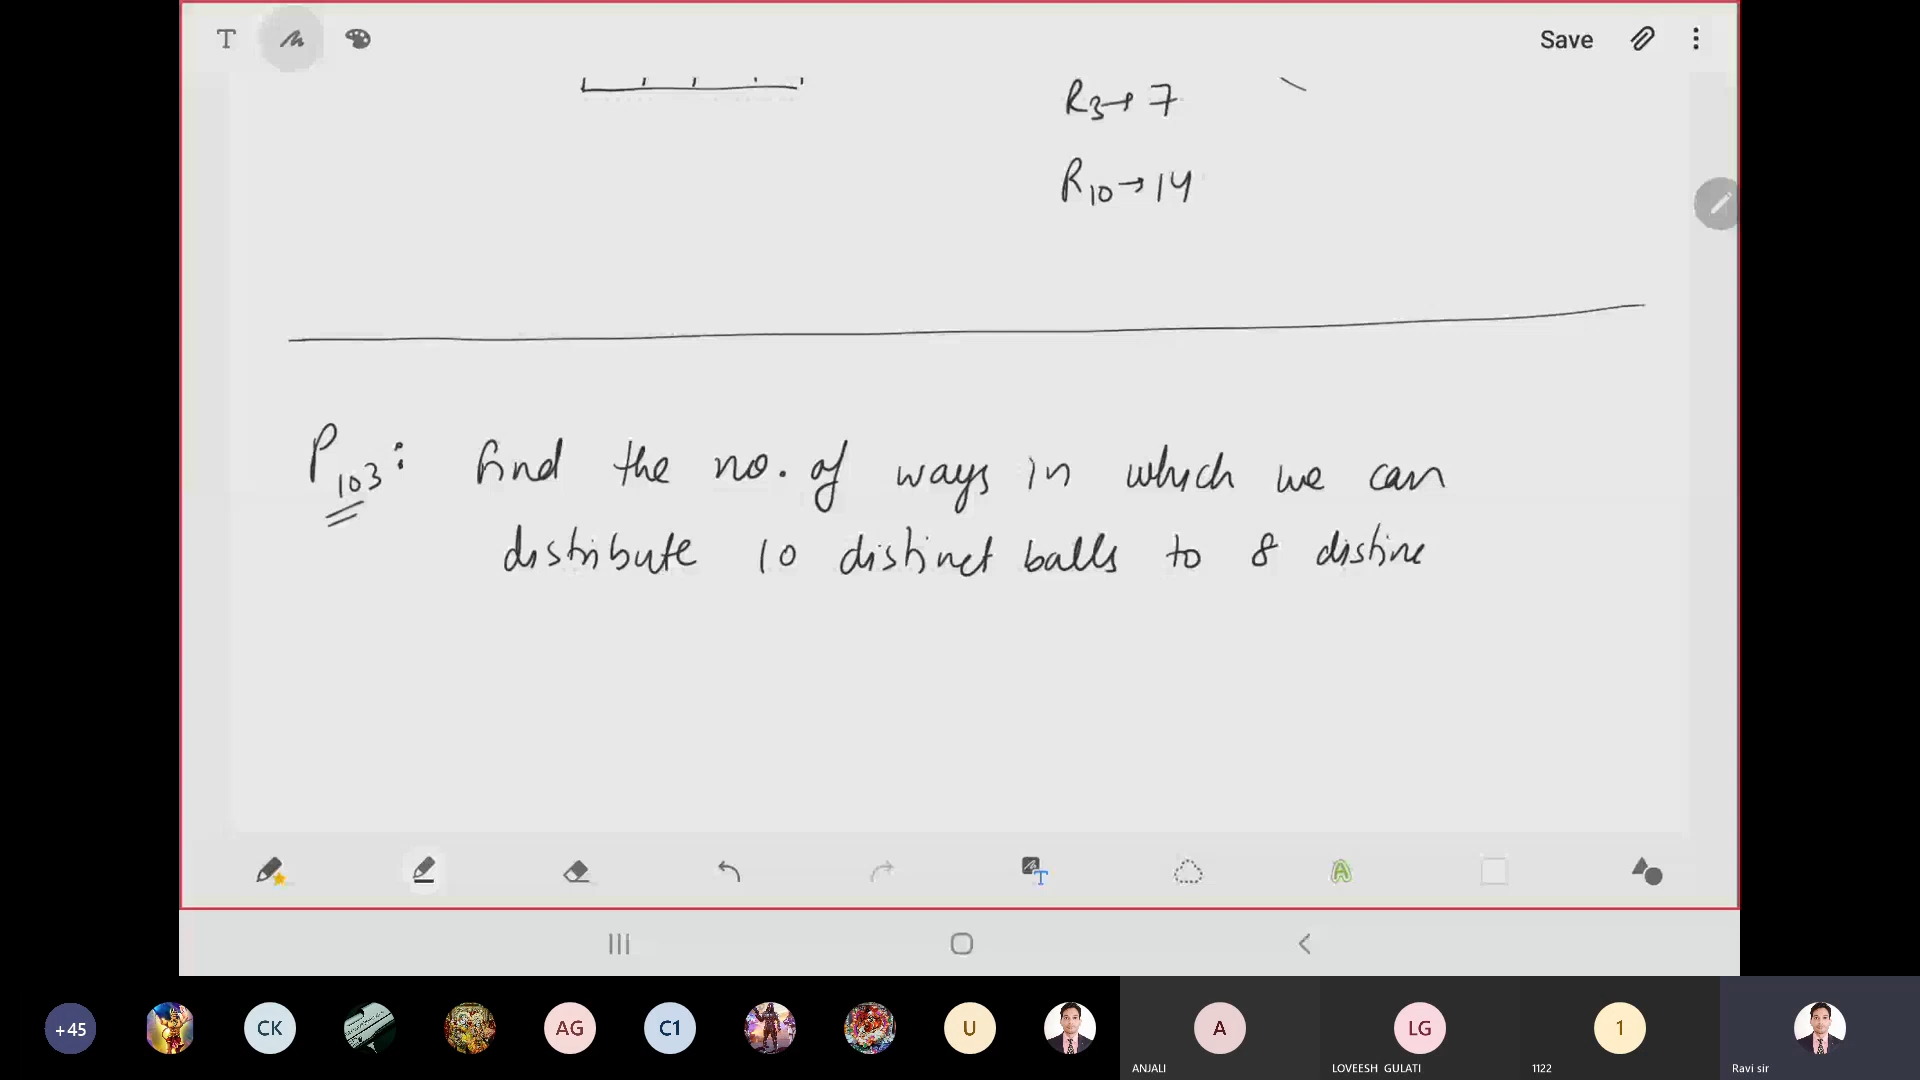 T
Save
R3→7
R10→14
P103: find the no. of ways in which we can
distribute 10 distinct balls to 8 distinc
T
A
+45
CK
AG
C1
U
A
LG
1
ANJALI
LOVEESH GULATI
1122
Ravi sir